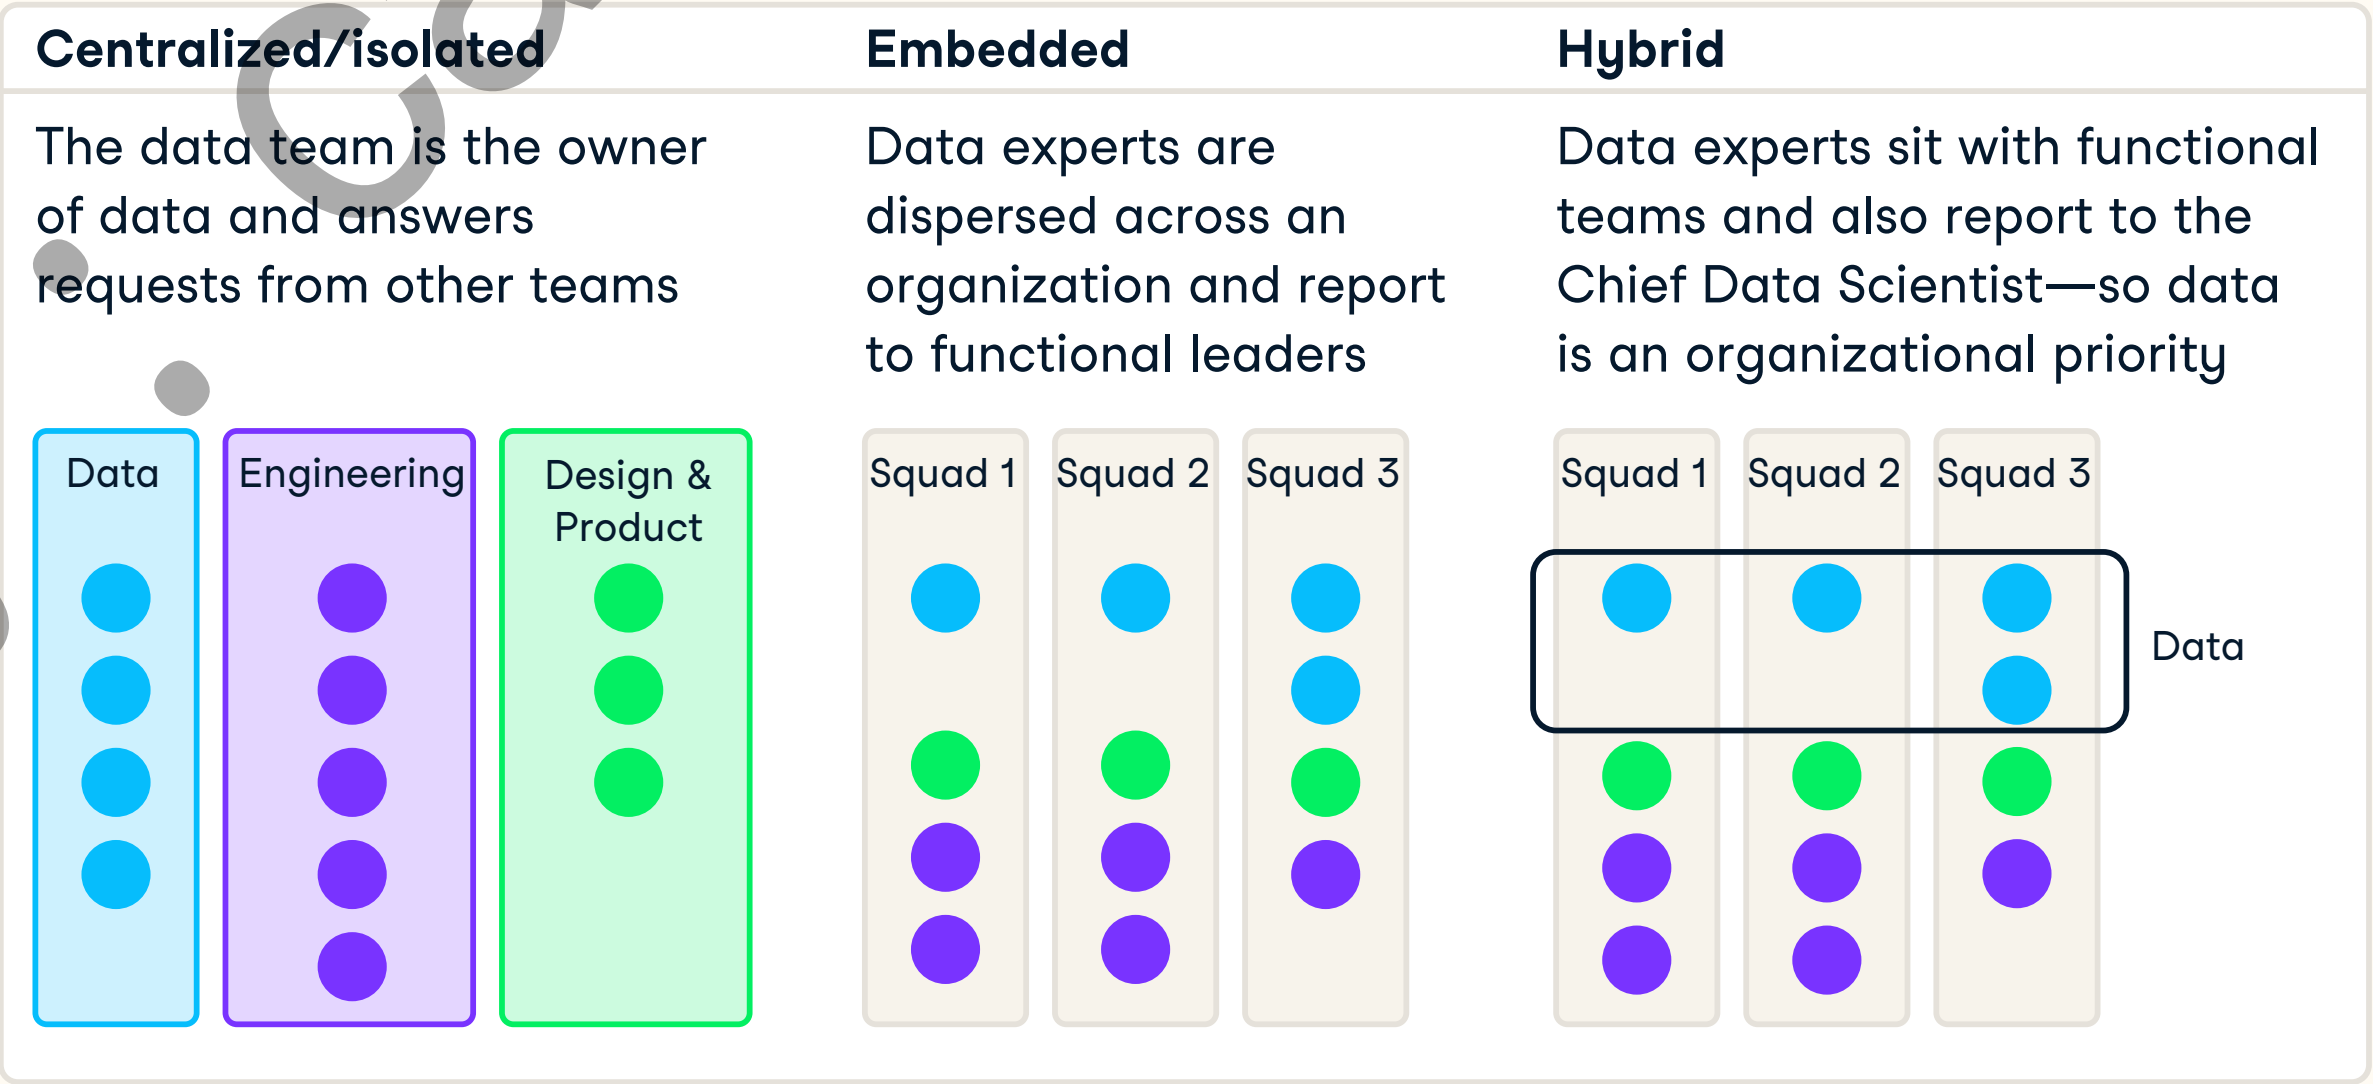 Centralized/isolated
The data team is the owner
of data and answers
requests from other teams
Data
Engineering
Design &
Product
Embedded
Data experts are
dispersed across an
organization and report
to functional leaders
Squad 1
Squad 2
Squad 3
Hybrid
Data experts sit with functional
teams and also report to the
Chief Data Scientist—so data
is an organizational priority
Squad 1
Squad 2
Squad 3
Data